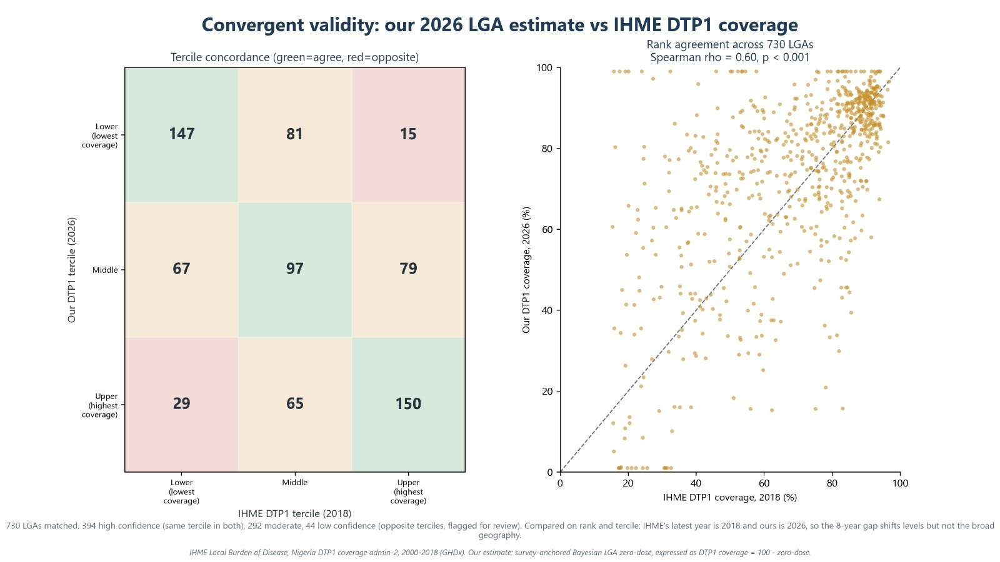 Convergent validity: our 2026 LGA estimate vs IHME DTP1 coverage
Tercile concordance (green=agree, red=opposite)
Our DTP1 tercile (2026)
Lower
(lowest
coverage)
147
81
15
Middle
67
97
79
Upper
(highest
coverage)
29
65
150
Lower
(lowest
coverage)
Middle
Upper
(highest
coverage)
IHME DTP1 tercile (2018)
Rank agreement across 730 LGAs
Spearman rho = 0.60, p < 0.001
Our DTP1 coverage, 2026 (%)
100
80
60
40
20
0
0
20
40
60
80
100
IHME DTP1 coverage, 2018 (%)
730 LGAs matched. 394 high confidence (same tercile in both), 292 moderate, 44 low confidence (opposite terciles, flagged for review). Compared on rank and tercile: IHME's latest year is 2018 and ours is 2026, so the 8-year gap shifts levels but not the broad
geography.
IHME Local Burden of Disease, Nigeria DTP1 coverage admin-2, 2000-2018 (GHDx). Our estimate: survey-anchored Bayesian LGA zero-dose, expressed as DTP1 coverage = 100 - zero-dose.